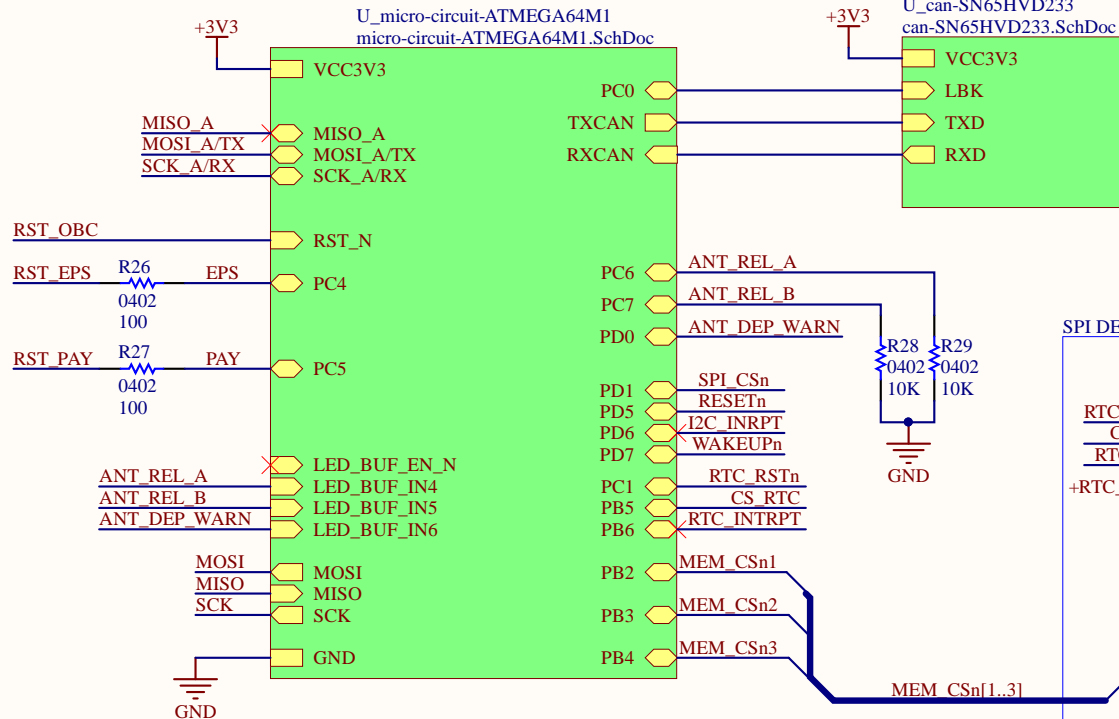 U_micro-circuit-ATMEGA64M1
micro-circuit-ATMEGA64M1.SchDoc
+3V3
VCC3V3
MISO_A
MISO_A
MOSI_A/TX
MOSI_A/TX
SCK_A/RX
SCK_A/RX
RST_OBC
RST_N
RST_EPS
R26
0402
100
EPS
PC4
RST_PAY
R27
0402
100
PAY
PC5
LED_BUF_EN_N
ANT_REL_A
LED_BUF_IN4
ANT_REL_B
LED_BUF_IN5
ANT_DEP_WARN
LED_BUF_IN6
MOSI
MOSI
MISO
MISO
SCK
SCK
GND
GND
PC0
TXCAN
RXCAN
PC6
ANT_REL_A
PC7
ANT_REL_B
PD0
ANT_DEP_WARN
PD1
SPI_CSn
PD5
RESETn
PD6
I2C_INRPT
PD7
WAKEUPn
PC1
RTC_RSTn
PB5
CS_RTC
PB6
RTC_INTRPT
PB2
MEM_CSn1
PB3
MEM_CSn2
PB4
MEM_CSn3
MEM_CSn[1..3]
U_can-SN65HVD233
can-SN65HVD233.SchDoc
+3V3
VCC3V3
LBK
TXD
RXD
R28
0402
10K
R29
0402
10K
GND
SPI DE
RTC
C
RTC
+RTC_